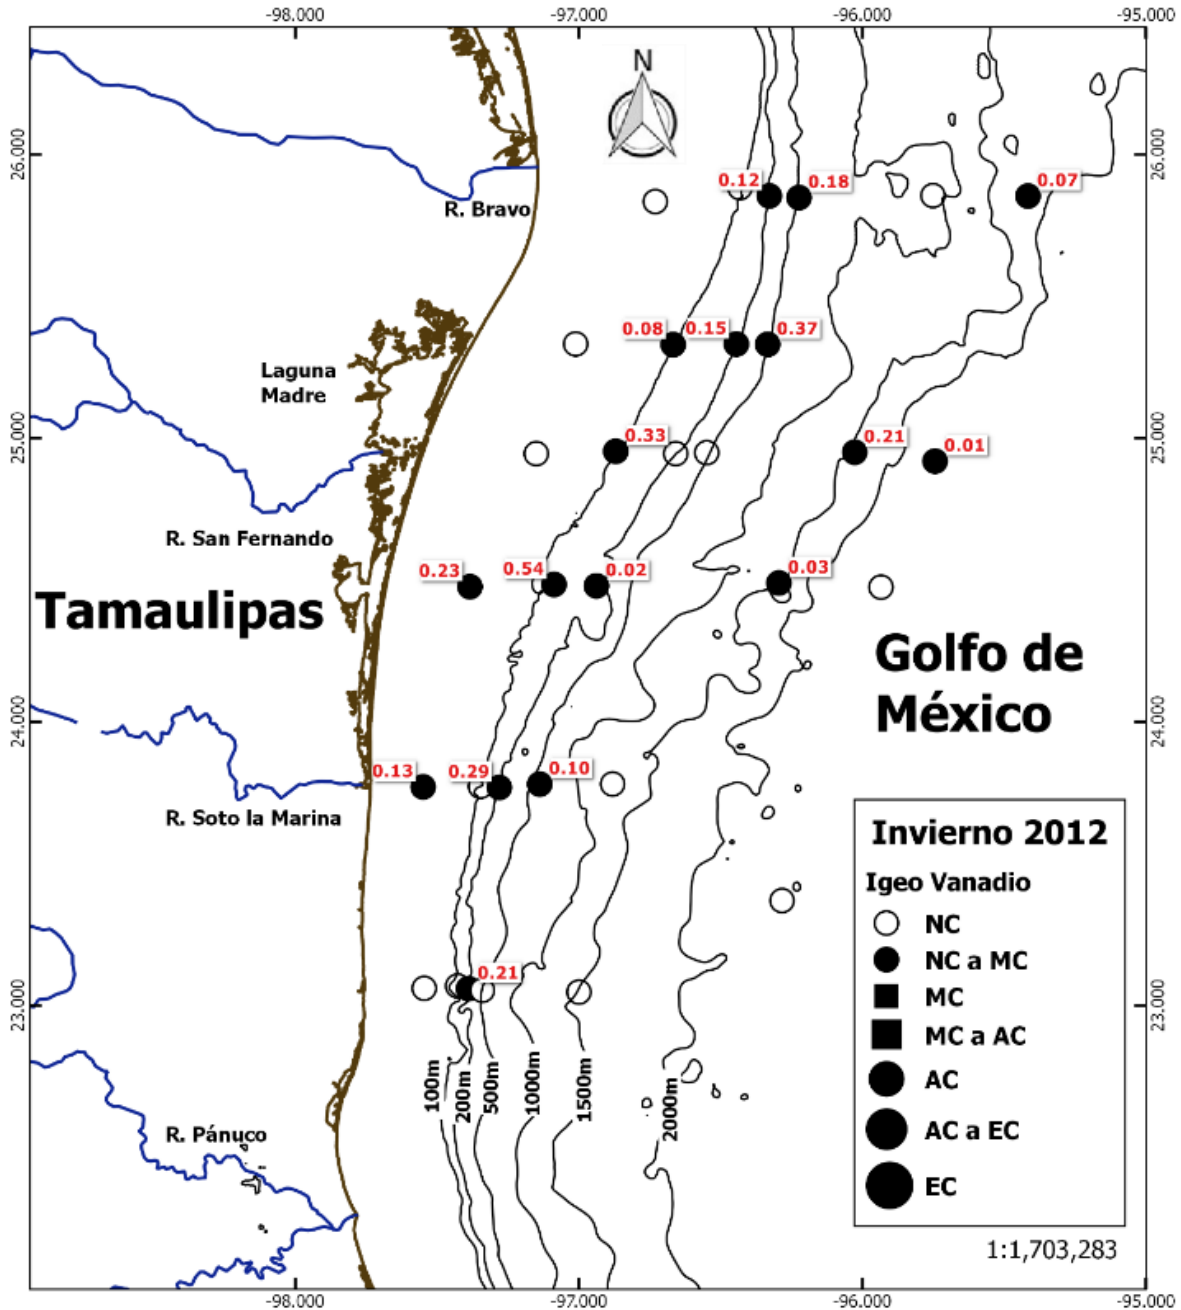 -98.000 -97.000 -96.000 -95.000
N
26.000 26.000
0.12 0.18 0.07
R. Bravo
0.08 0.15 0.37
Laguna
Madre
25.000 25.000
0.33 0.21 0.01
R. San Fernando
0.23 0.54 0.02 0.03
Tamaulipas
Golfo de
México
24.000 24.000
0.13 0.29 0.10
R. Soto la Marina
0.21
23.000 23.000
100m 200m 500m 1000m 1500m 2000m
R. Pánuco
Invierno 2012
Igeo Vanadio
NC
NC a MC
MC
MC a AC
AC
AC a EC
EC
1:1,703,283
-98.000 -97.000 -96.000 -95.000